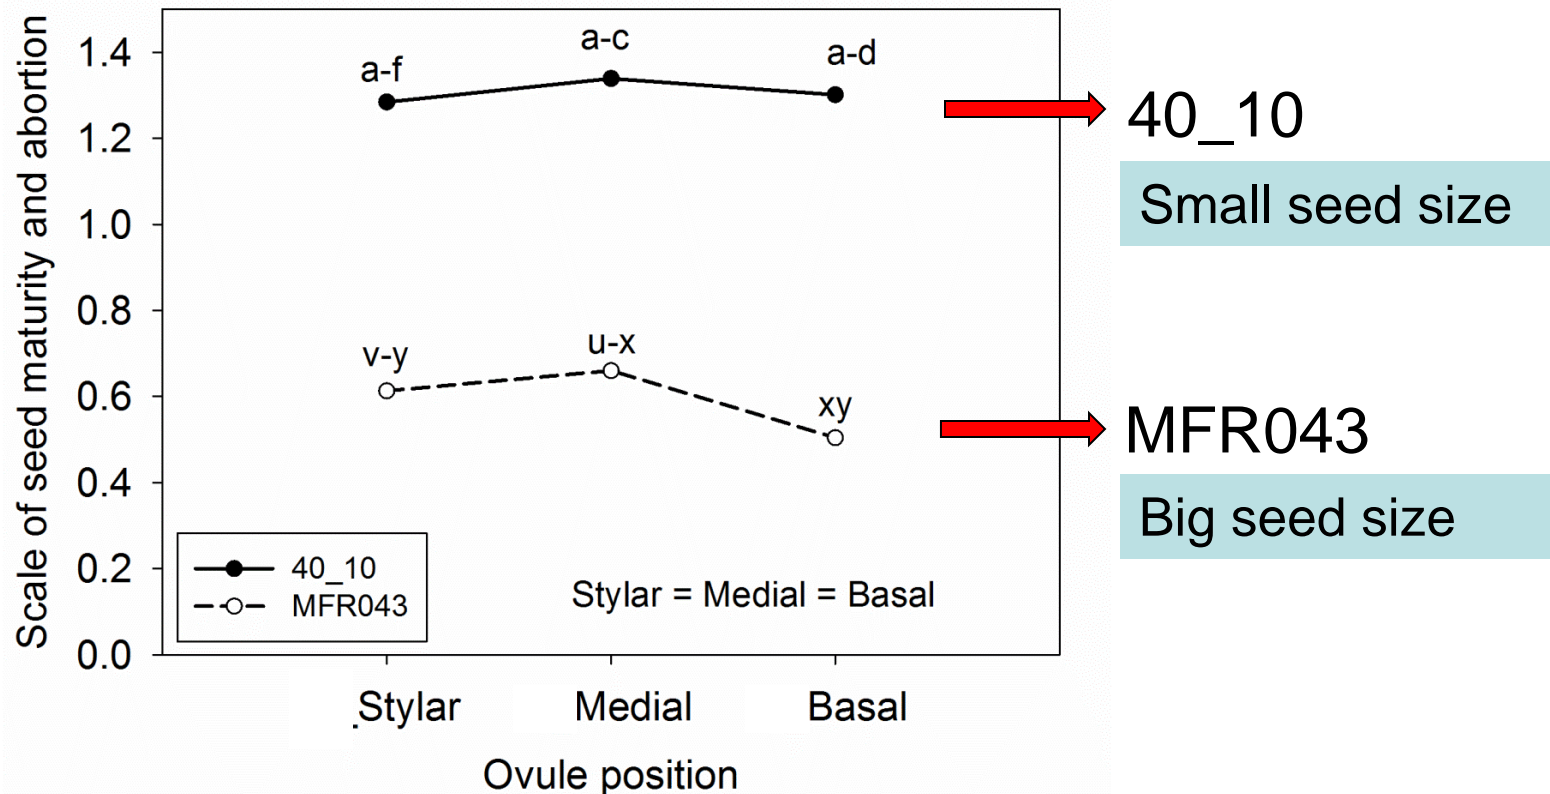 Scale of seed maturity and abortion
1.4
1.2
1.0
0.8
0.6
0.4
0.2
0.0
a-f
a-c
a-d
v-y
u-x
xy
40_10
MFR043
Stylar = Medial = Basal
_Stylar
Medial
Basal
Ovule position
40_10
Small seed size
MFR043
Big seed size